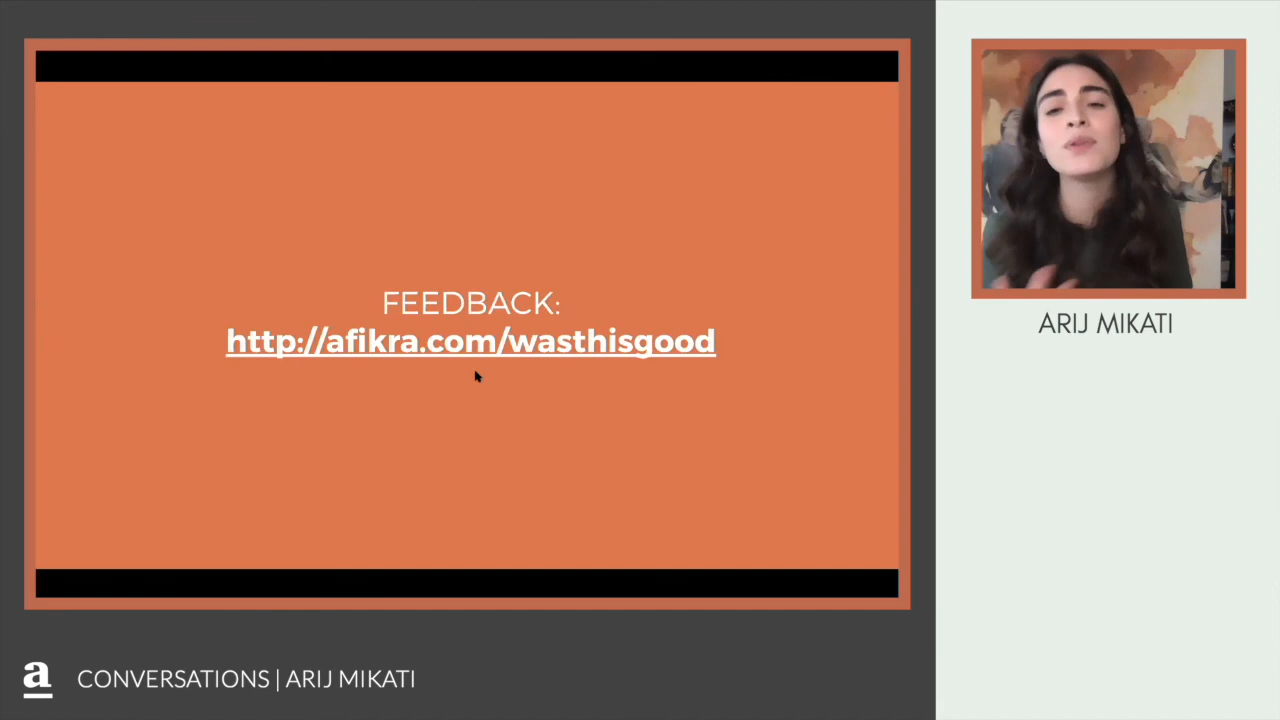 FEEDBACK:
http://afikra.com/wasthisgood
ARIJ MIKATI
a CONVERSATIONS | ARIJ MIKATI